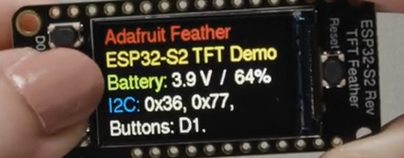 Adafruit Feather
ESP32-S2 TFT Demo
Battery: 3.9 V / 64%
I2C: 0x36, 0x77,
Buttons: D1.
Reset
ESP32-S2 Rev
TFT Feather